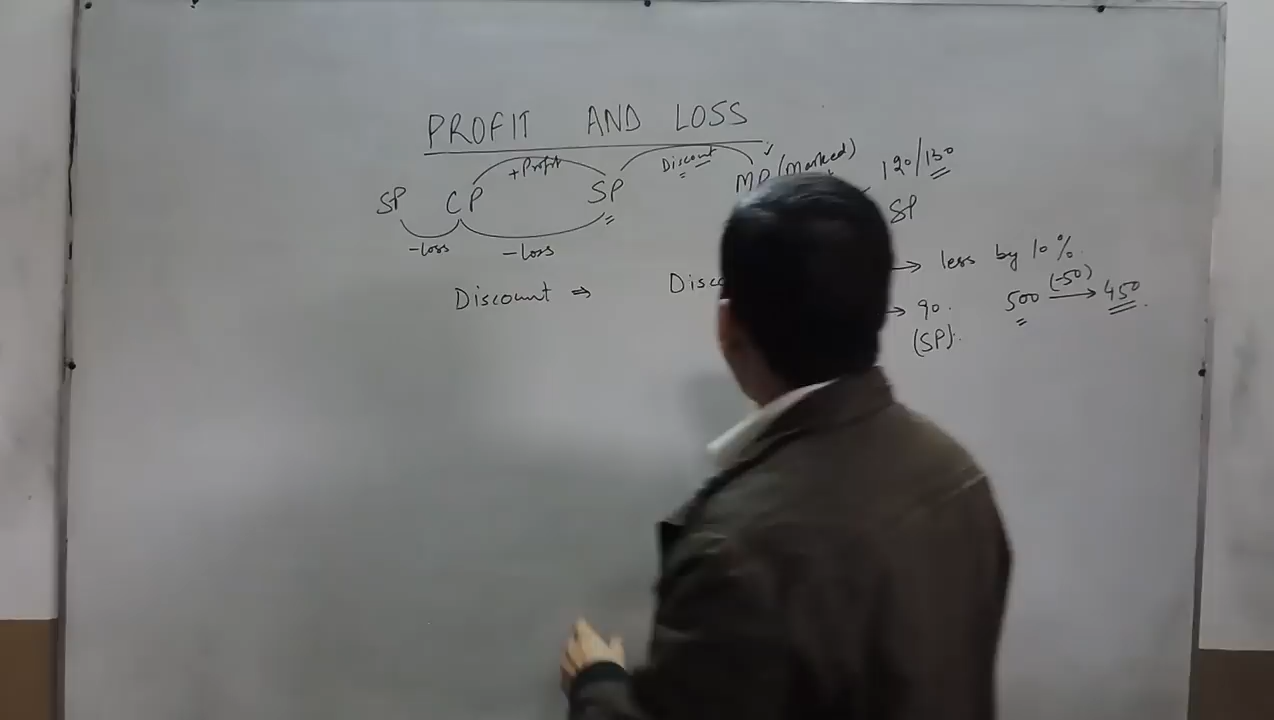 PROFIT AND LOSS
+ Profit Discount MP (Marked) 120/130
SP CP SP SP
- Loss - Loss less by 10%.
Discount ⇒ 500 (-50) → 450.
→ 90.
(SP).